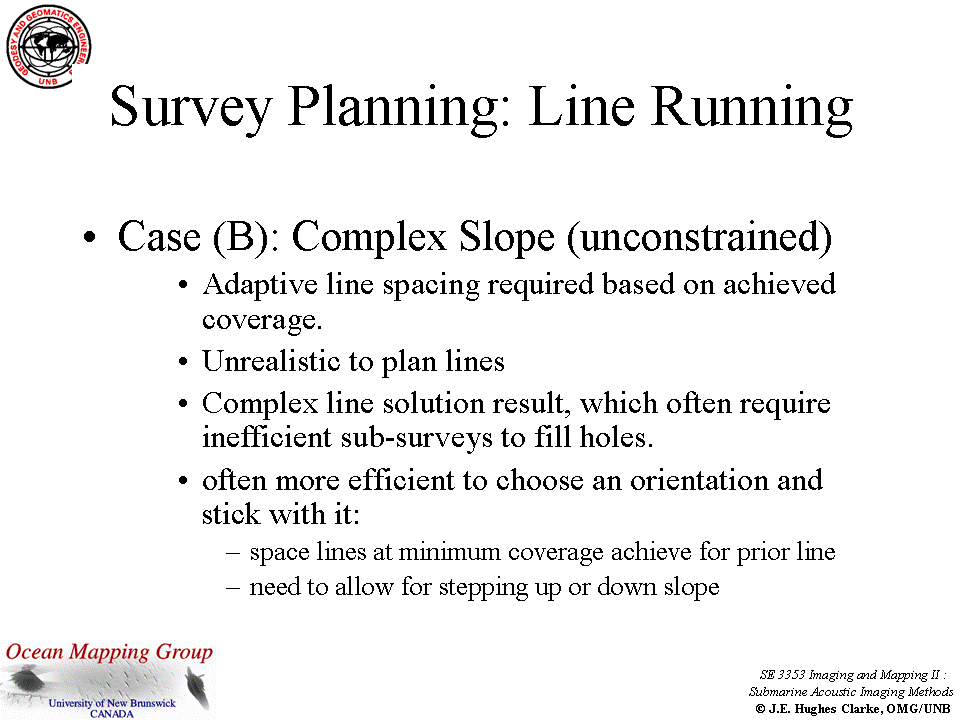 GEODESY AND GEOMATICS ENGINEERING
UNB
Survey Planning: Line Running
• Case (B): Complex Slope (unconstrained)
• Adaptive line spacing required based on achieved
coverage.
• Unrealistic to plan lines
• Complex line solution result, which often require
inefficient sub-surveys to fill holes.
• often more efficient to choose an orientation and
stick with it:
– space lines at minimum coverage achieve for prior line
– need to allow for stepping up or down slope
Ocean Mapping Group
University of New Brunswick
CANADA
SE 3353 Imaging and Mapping II :
Submarine Acoustic Imaging Methods
© J.E. Hughes Clarke, OMG/UNB